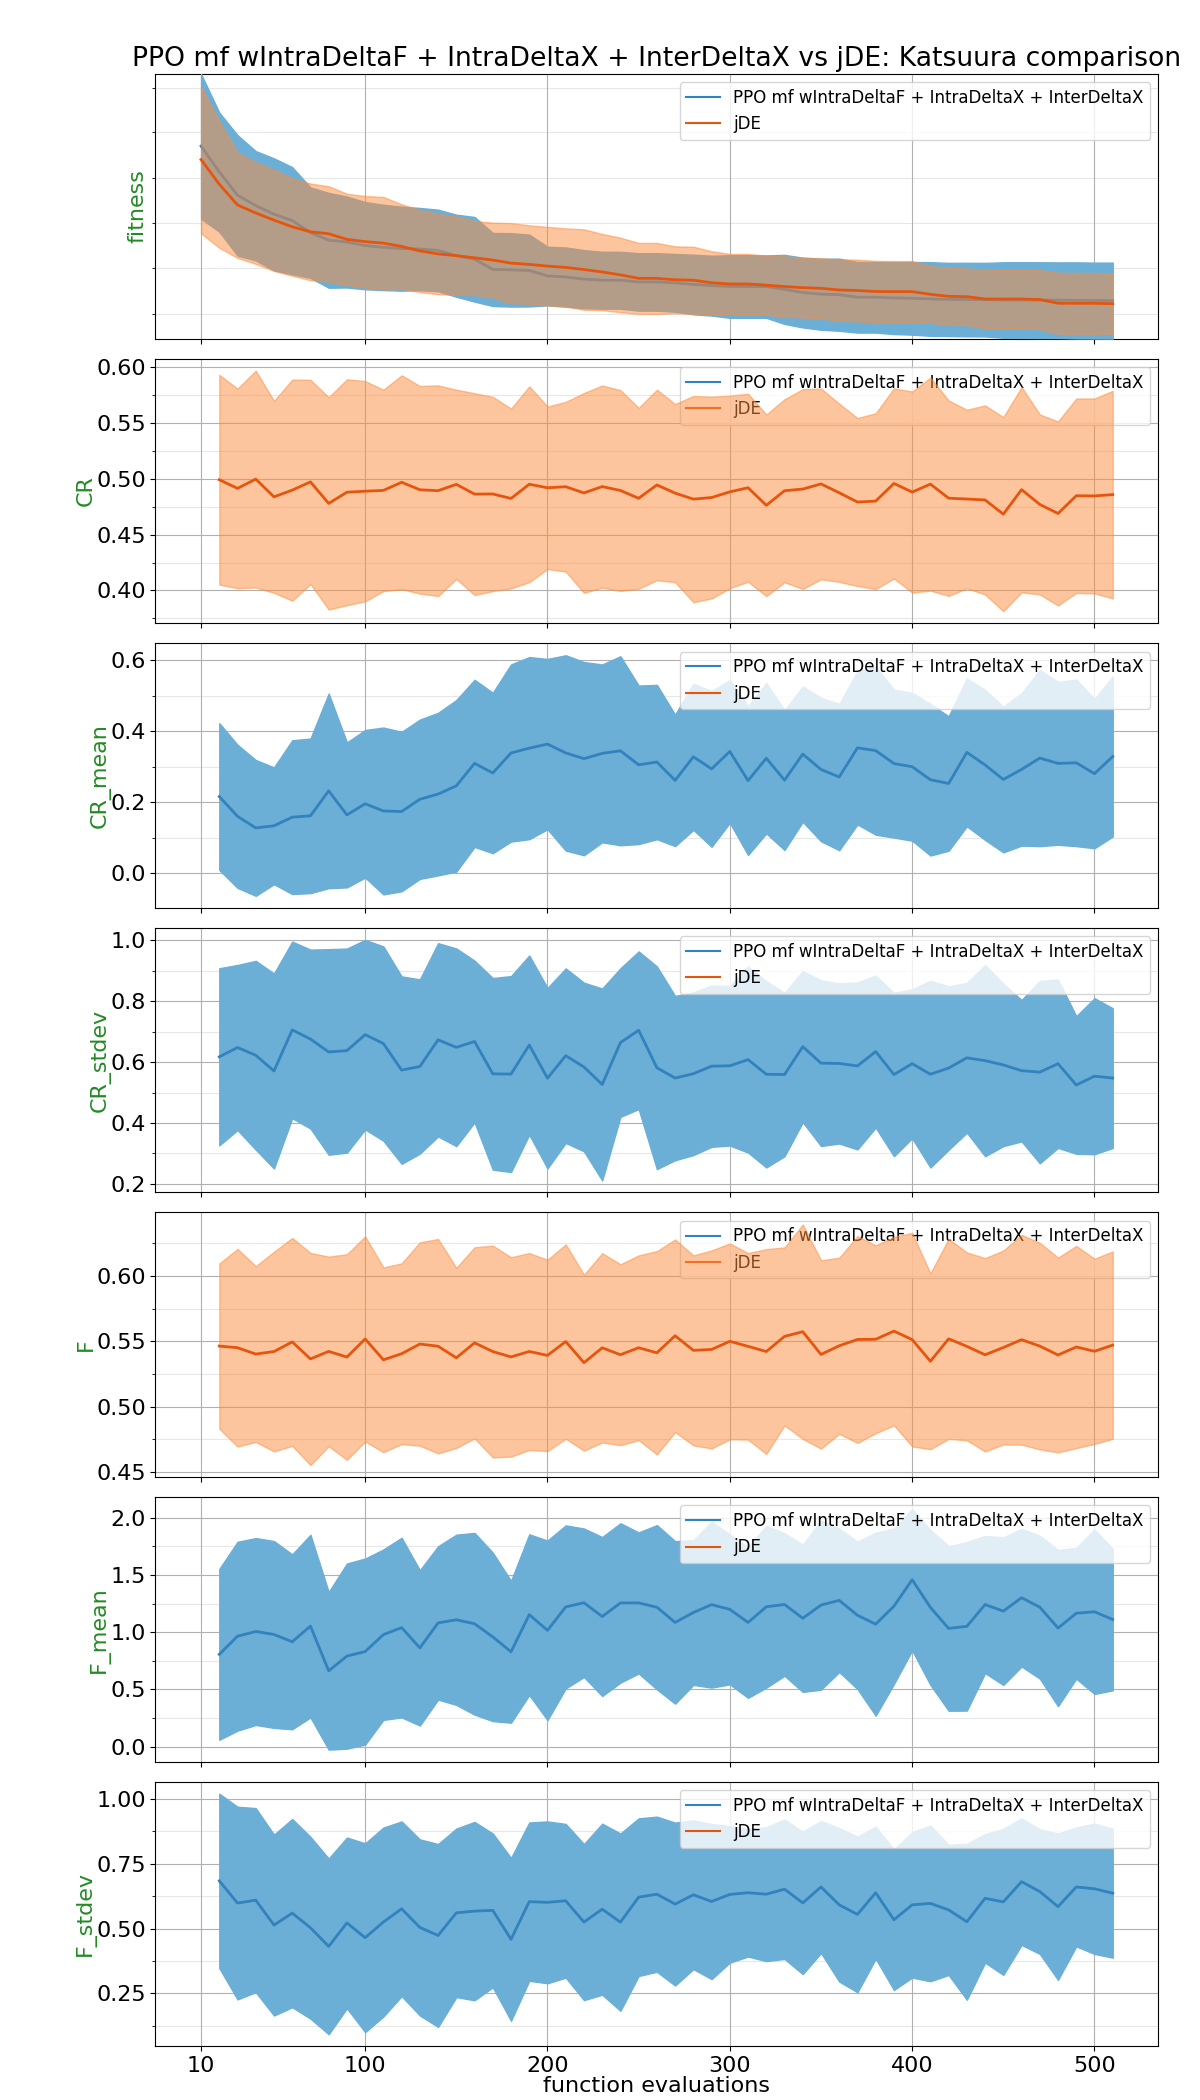 PPO mf wIntraDeltaF + IntraDeltaX + InterDeltaX vs jDE: Katsuura comparison
fitness
PPO mf wIntraDeltaF + IntraDeltaX + InterDeltaX
jDE
CR
0.60
0.55
0.50
0.45
0.40
PPO mf wIntraDeltaF + IntraDeltaX + InterDeltaX
jDE
CR_mean
0.6
0.4
0.2
0.0
PPO mf wIntraDeltaF + IntraDeltaX + InterDeltaX
jDE
CR_stdev
1.0
0.8
0.6
0.4
0.2
PPO mf wIntraDeltaF + IntraDeltaX + InterDeltaX
jDE
F
0.60
0.55
0.50
0.45
PPO mf wIntraDeltaF + IntraDeltaX + InterDeltaX
jDE
F_mean
2.0
1.5
1.0
0.5
0.0
PPO mf wIntraDeltaF + IntraDeltaX + InterDeltaX
jDE
F_stdev
1.00
0.75
0.50
0.25
PPO mf wIntraDeltaF + IntraDeltaX + InterDeltaX
jDE
10 100 200 300 400 500
function evaluations